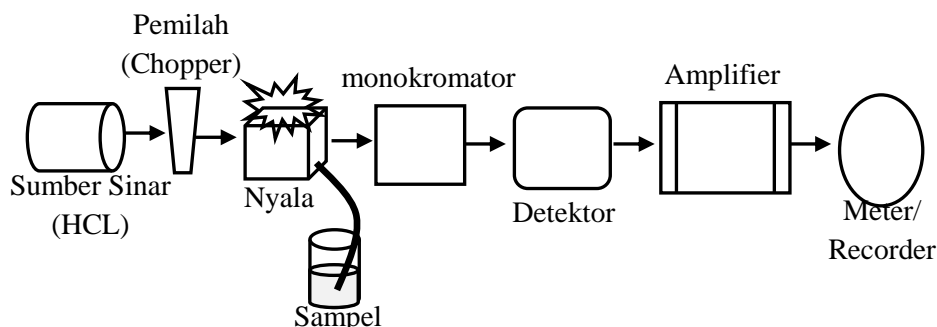 Pemilah
(Chopper)
monokromator
Amplifier
Sumber Sinar
(HCL)
Nyala
Detektor
Meter/
Recorder
Sampel